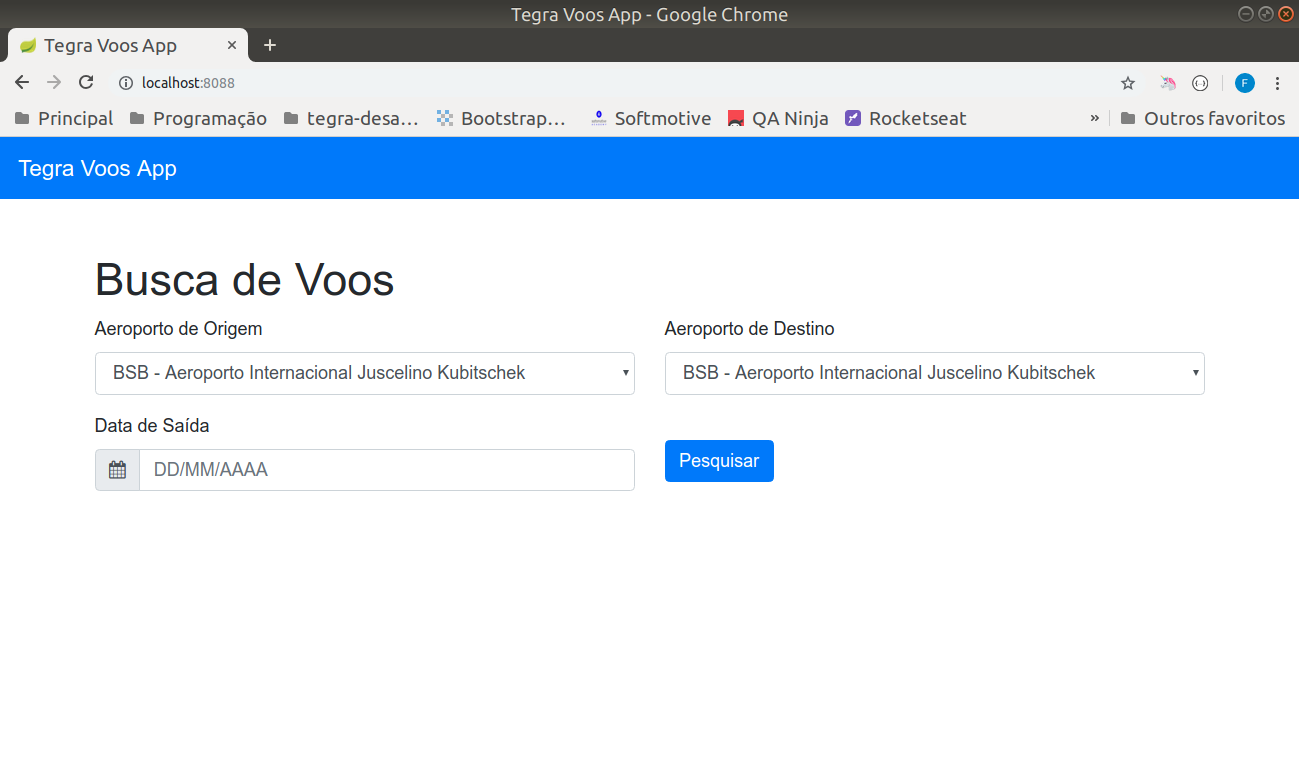 Tegra Voos App - Google Chrome
Tegra Voos App
localhost:8088
F
Principal Programação tegra-desa... Bootstrap... Softmotive QA Ninja Rocketseat » Outros favoritos
Tegra Voos App
Busca de Voos
Aeroporto de Origem Aeroporto de Destino
BSB - Aeroporto Internacional Juscelino Kubitschek BSB - Aeroporto Internacional Juscelino Kubitschek
Data de Saída
DD/MM/AAAA Pesquisar